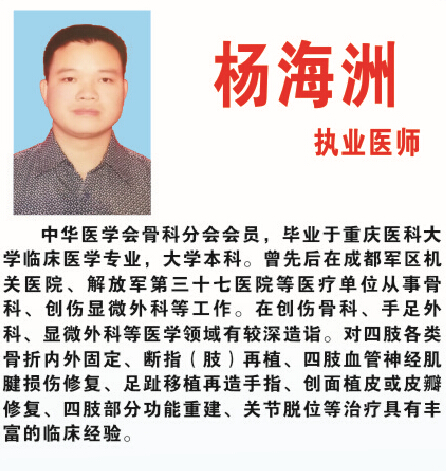 杨海洲
执业医师
中华医学会骨科分会会员，毕业于重庆医科大
学临床医学专业，大学本科。曾先后在成都军区机
关医院、解放军第三十七医院等医疗单位从事骨
科、创伤显微外科等工作。在创伤骨科、手足外
科、显微外科等医学领域有较深造诣。对四肢各类
骨折内外固定、断指（肢）再植、四肢血管神经肌
腱损伤修复、足趾移植再造手指、创面植皮或皮瓣
修复、四肢部分功能重建、关节脱位等治疗具有丰
富的临床经验。